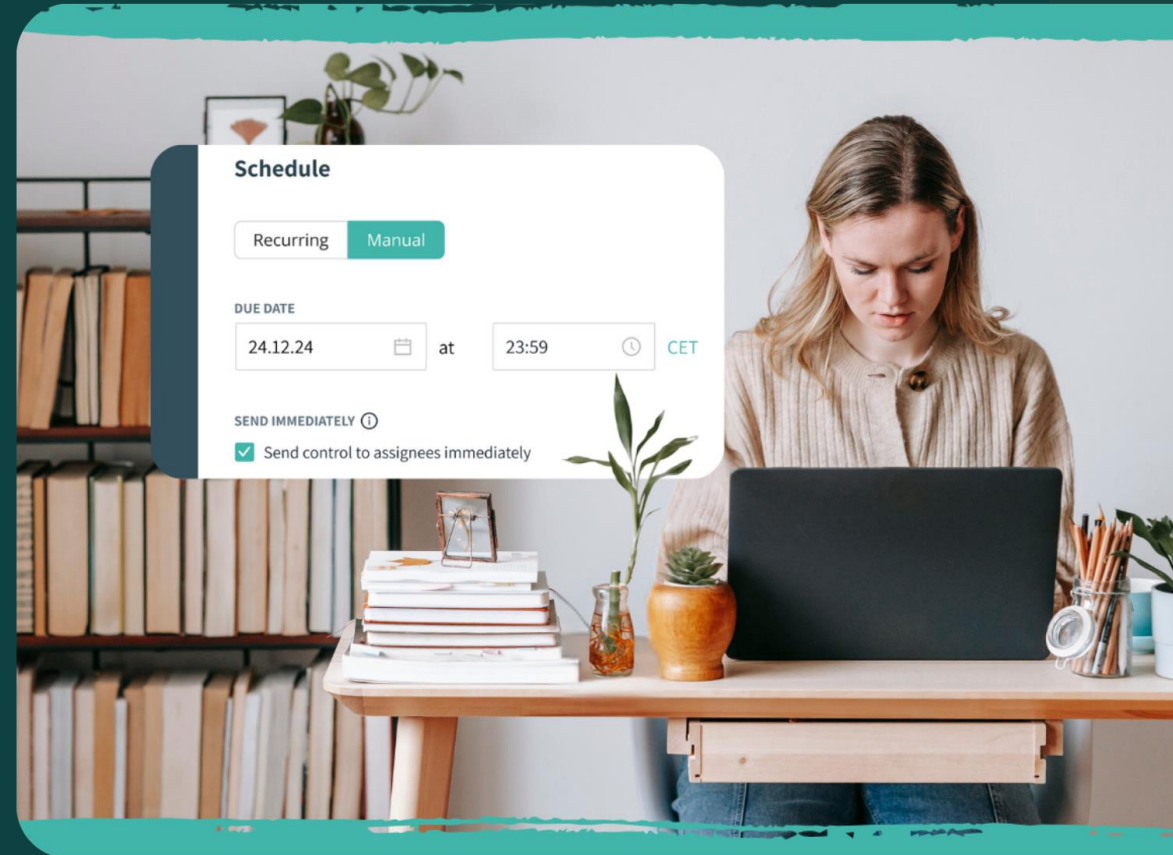 Schedule
Recurring Manual
DUE DATE
24.12.24 at 23:59 CET
SEND IMMEDIATELY
Send control to assignees immediately